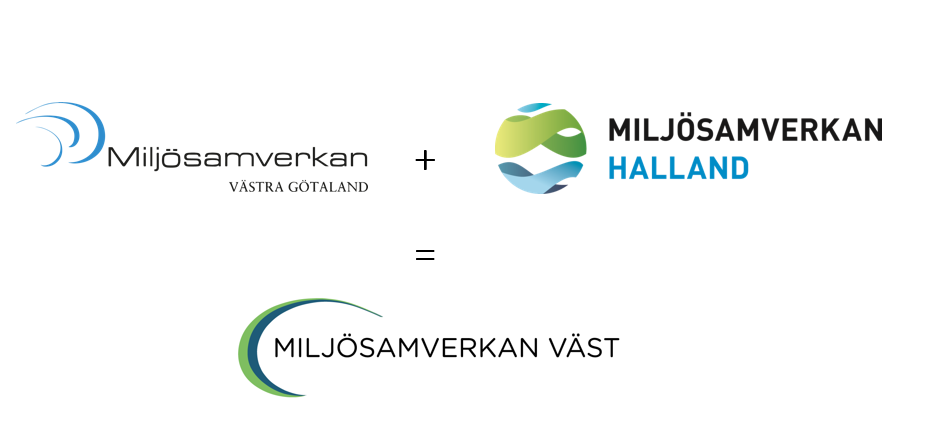 Miljösamverkan
VÄSTRA GÖTALAND
+
MILJÖSAMVERKAN
HALLAND
=
MILJÖSAMVERKAN VÄST